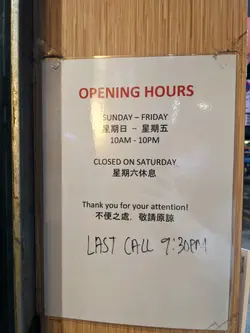 OPENING HOURS
SUNDAY – FRIDAY
星期日 – 星期五
10AM - 10PM
CLOSED ON SATURDAY
星期六休息
Thank you for your attention!
不便之處，敬請原諒
LAST CALL 9:30PM